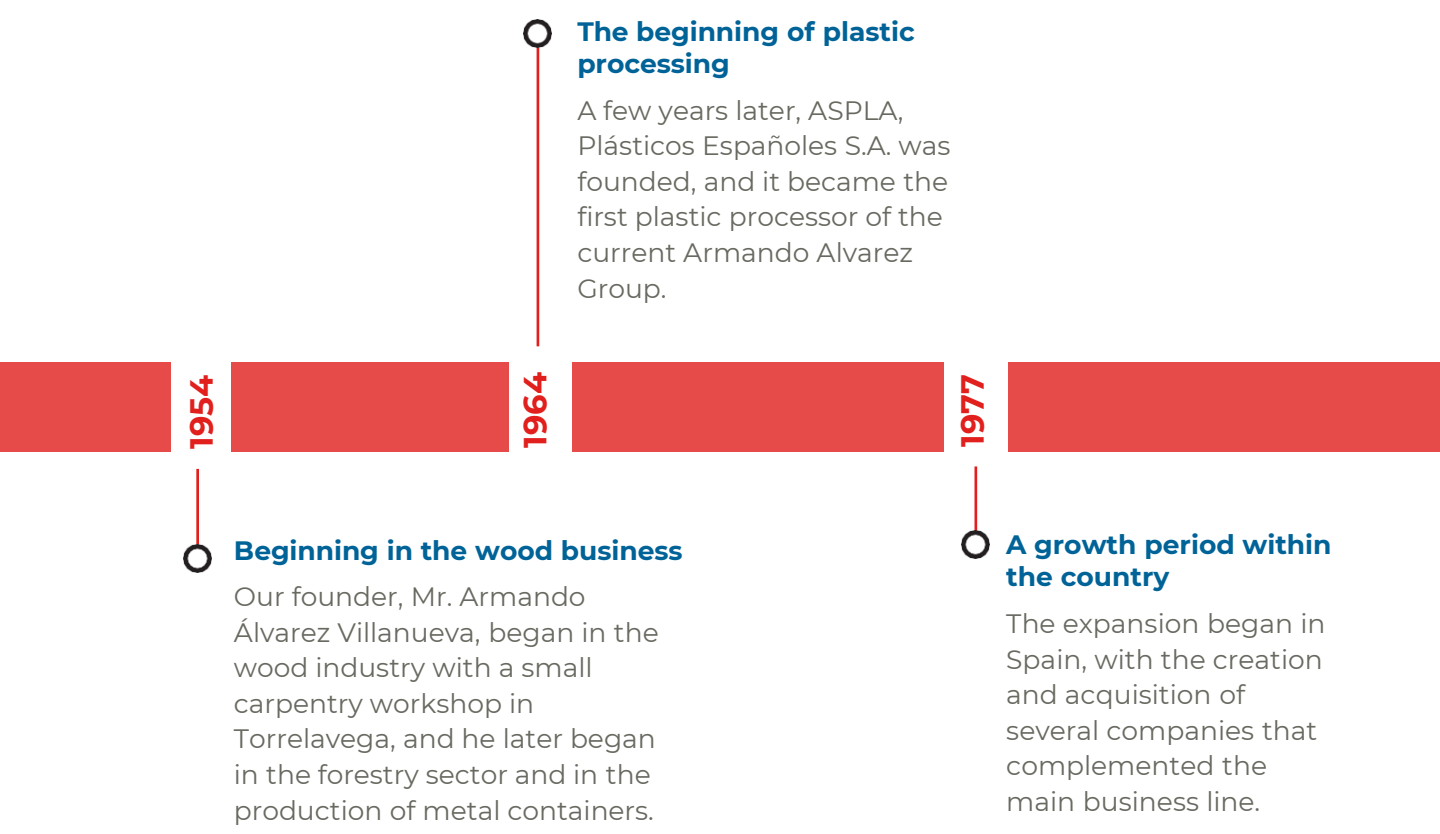 The beginning of plastic
processing
A few years later, ASPLA,
Plásticos Españoles S.A. was
founded, and it became the
first plastic processor of the
current Armando Alvarez
Group.
1954
1964
1977
Beginning in the wood business
Our founder, Mr. Armando
Álvarez Villanueva, began in the
wood industry with a small
carpentry workshop in
Torrelavega, and he later began
in the forestry sector and in the
production of metal containers.
A growth period within
the country
The expansion began in
Spain, with the creation
and acquisition of
several companies that
complemented the
main business line.